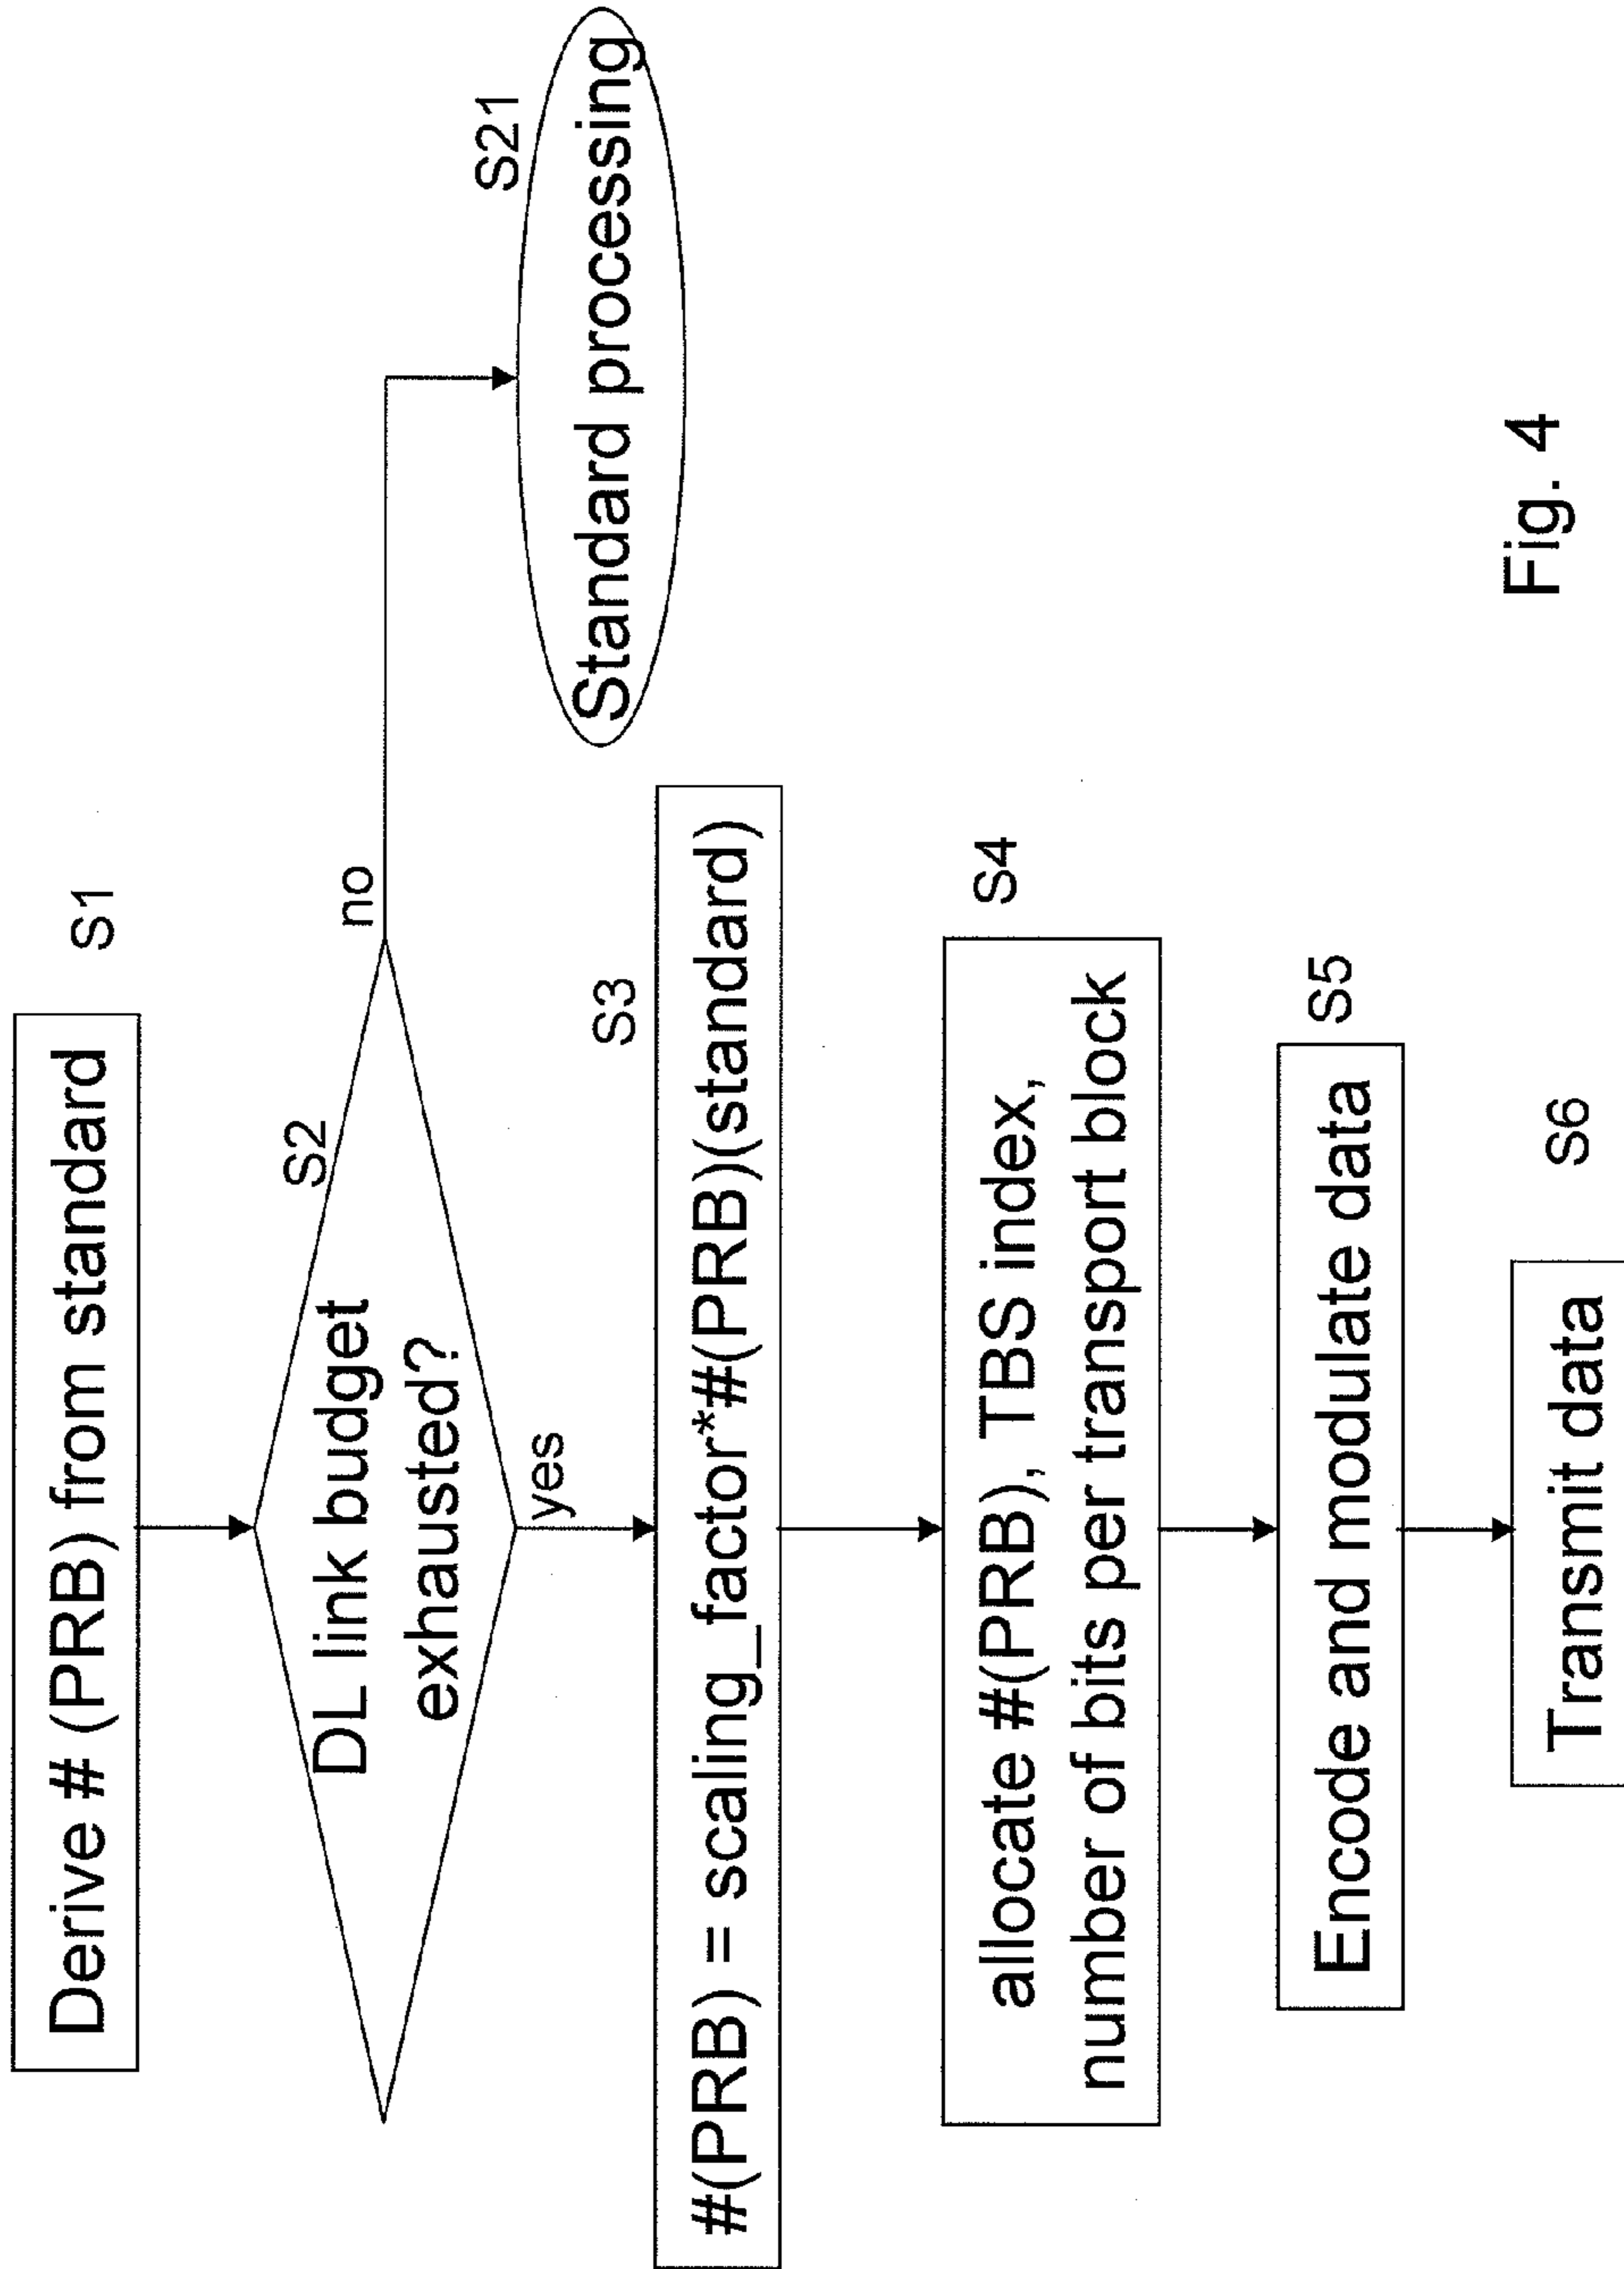 Derive # (PRB) from standard
S1
S2
DL link budget
exhausted?
no
S21
Standard processing
yes
S3
#(PRB) = scaling_factor*#(PRB)(standard)
S4
allocate #(PRB), TBS index,
number of bits per transport block
S5
Encode and modulate data
S6
Transmit data
Fig. 4